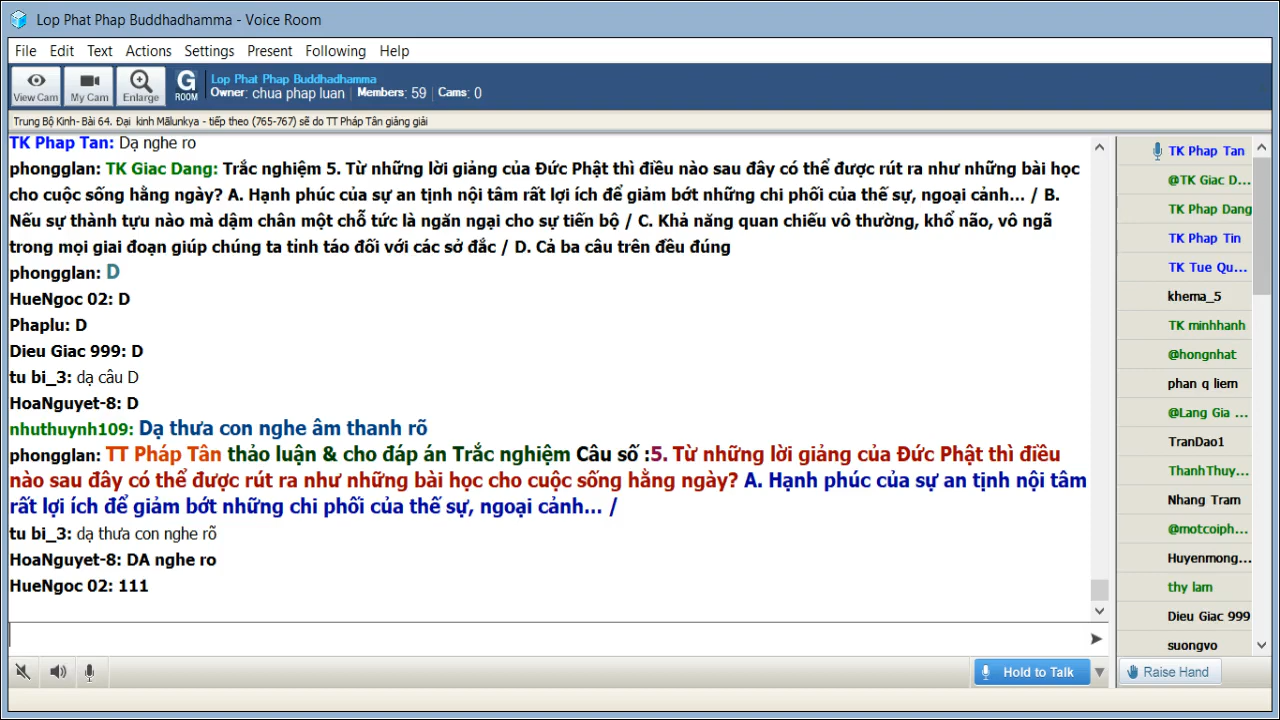 Lop Phat Phap Buddhadhamma - Voice Room
File Edit Text Actions Settings Present Following Help
View Cam My Cam Enlarge G ROOM
Lop Phat Phap Buddhadhamma
Owner: chua phap luan Members: 59 Cams: 0
Trung Bộ Kinh- Bài 64. Đại kinh Mālunkya - tiếp theo (765-767) sẽ do TT Pháp Tân giảng giải
TK Phap Tan: Dạ nghe ro
phongglan: TK Giac Dang: Trắc nghiệm 5. Từ những lời giảng của Đức Phật thì điều nào sau đây có thể được rút ra như những bài học
cho cuộc sống hằng ngày? A. Hạnh phúc của sự an tịnh nội tâm rất lợi ích để giảm bớt những chi phối của thế sự, ngoại cảnh... / B.
Nếu sự thành tựu nào mà dậm chân một chỗ tức là ngăn ngại cho sự tiến bộ / C. Khả năng quan chiếu vô thường, khổ não, vô ngã
trong mọi giai đoạn giúp chúng ta tỉnh táo đối với các sở đắc / D. Cả ba câu trên đều đúng
phongglan: D
HueNgoc 02: D
Phaplu: D
Dieu Giac 999: D
tu bi_3: dạ câu D
HoaNguyet-8: D
nhuthuynh109: Dạ thưa con nghe âm thanh rõ
phongglan: TT Pháp Tân thảo luận & cho đáp án Trắc nghiệm Câu số :5. Từ những lời giảng của Đức Phật thì điều
nào sau đây có thể được rút ra như những bài học cho cuộc sống hằng ngày? A. Hạnh phúc của sự an tịnh nội tâm
rất lợi ích để giảm bớt những chi phối của thế sự, ngoại cảnh... /
tu bi_3: dạ thưa con nghe rõ
HoaNguyet-8: DA nghe ro
HueNgoc 02: 111
TK Phap Tan
@TK Giac D...
TK Phap Dang
TK Phap Tin
TK Tue Qu...
khema_5
TK minhhanh
@hongnhat
phan q liem
@Lang Gia ...
TranDao1
ThanhThuy...
Nhang Tram
@motcoiph...
Huyenmong...
thy lam
Dieu Giac 999
suongvo
Hold to Talk
Raise Hand